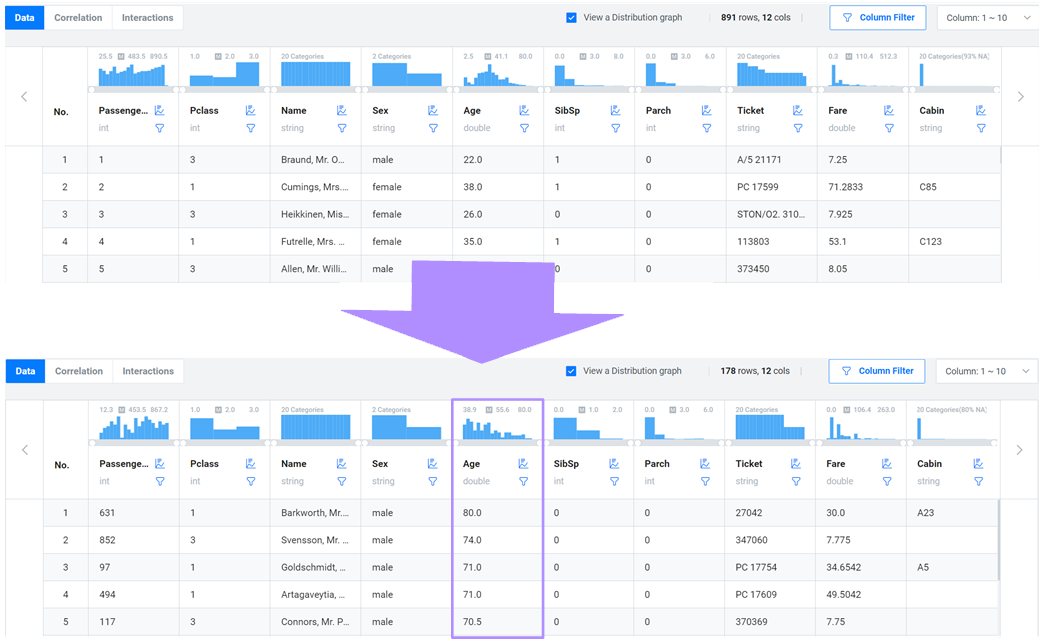 Data Correlation Interactions View a Distribution graph 891 rows, 12 cols Column Filter Column: 1 ~ 10
25.5 M 483.5 890.5 1.0 M 2.0 3.0 20 Categories 2 Categories 2.5 M 41.1 80.0 0.0 M 3.0 8.0 0.0 M 3.0 6.0 20 Categories 0.3 M 110.4 512.3 20 Categories(93% NA)
No. Passenge... Pclass Name Sex Age SibSp Parch Ticket Fare Cabin
int int string string double int int string double string
1 1 3 Braund, Mr. O... male 22.0 1 0 A/5 21171 7.25
2 2 1 Cumings, Mrs.... female 38.0 1 0 PC 17599 71.2833 C85
3 3 3 Heikkinen, Mis... female 26.0 0 0 STON/O2. 310... 7.925
4 4 1 Futrelle, Mrs. ... female 35.0 1 0 113803 53.1 C123
5 5 3 Allen, Mr. Willi... male 0 0 373450 8.05
Data Correlation Interactions View a Distribution graph 178 rows, 12 cols Column Filter Column: 1 ~ 10
12.3 M 453.5 867.2 1.0 M 2.0 3.0 20 Categories 2 Categories 38.9 M 55.6 80.0 0.0 M 1.0 2.0 0.0 M 3.0 6.0 20 Categories 0.0 M 106.4 263.0 20 Categories(80% NA)
No. Passenge... Pclass Name Sex Age SibSp Parch Ticket Fare Cabin
int int string string double int int string double string
1 631 1 Barkworth, Mr.... male 80.0 0 0 27042 30.0 A23
2 852 3 Svensson, Mr. ... male 74.0 0 0 347060 7.775
3 97 1 Goldschmidt, ... male 71.0 0 0 PC 17754 34.6542 A5
4 494 1 Artagaveytia, ... male 71.0 0 0 PC 17609 49.5042
5 117 3 Connors, Mr. P... male 70.5 0 0 370369 7.75